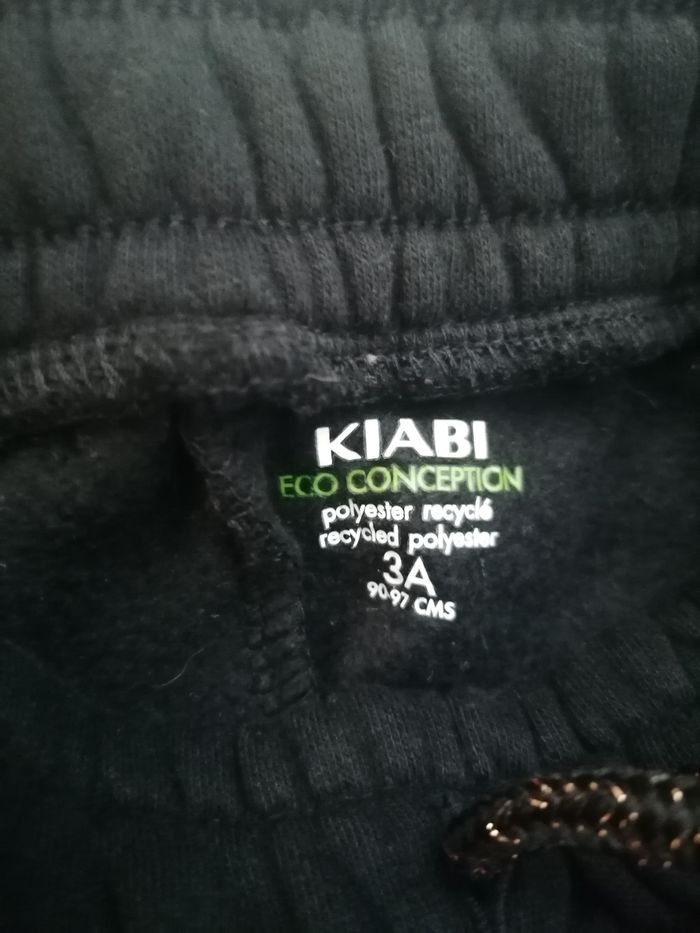 KIABI
ECO CONCEPTION
polyester recyclé
recycled polyester
3A
90-97 CMS